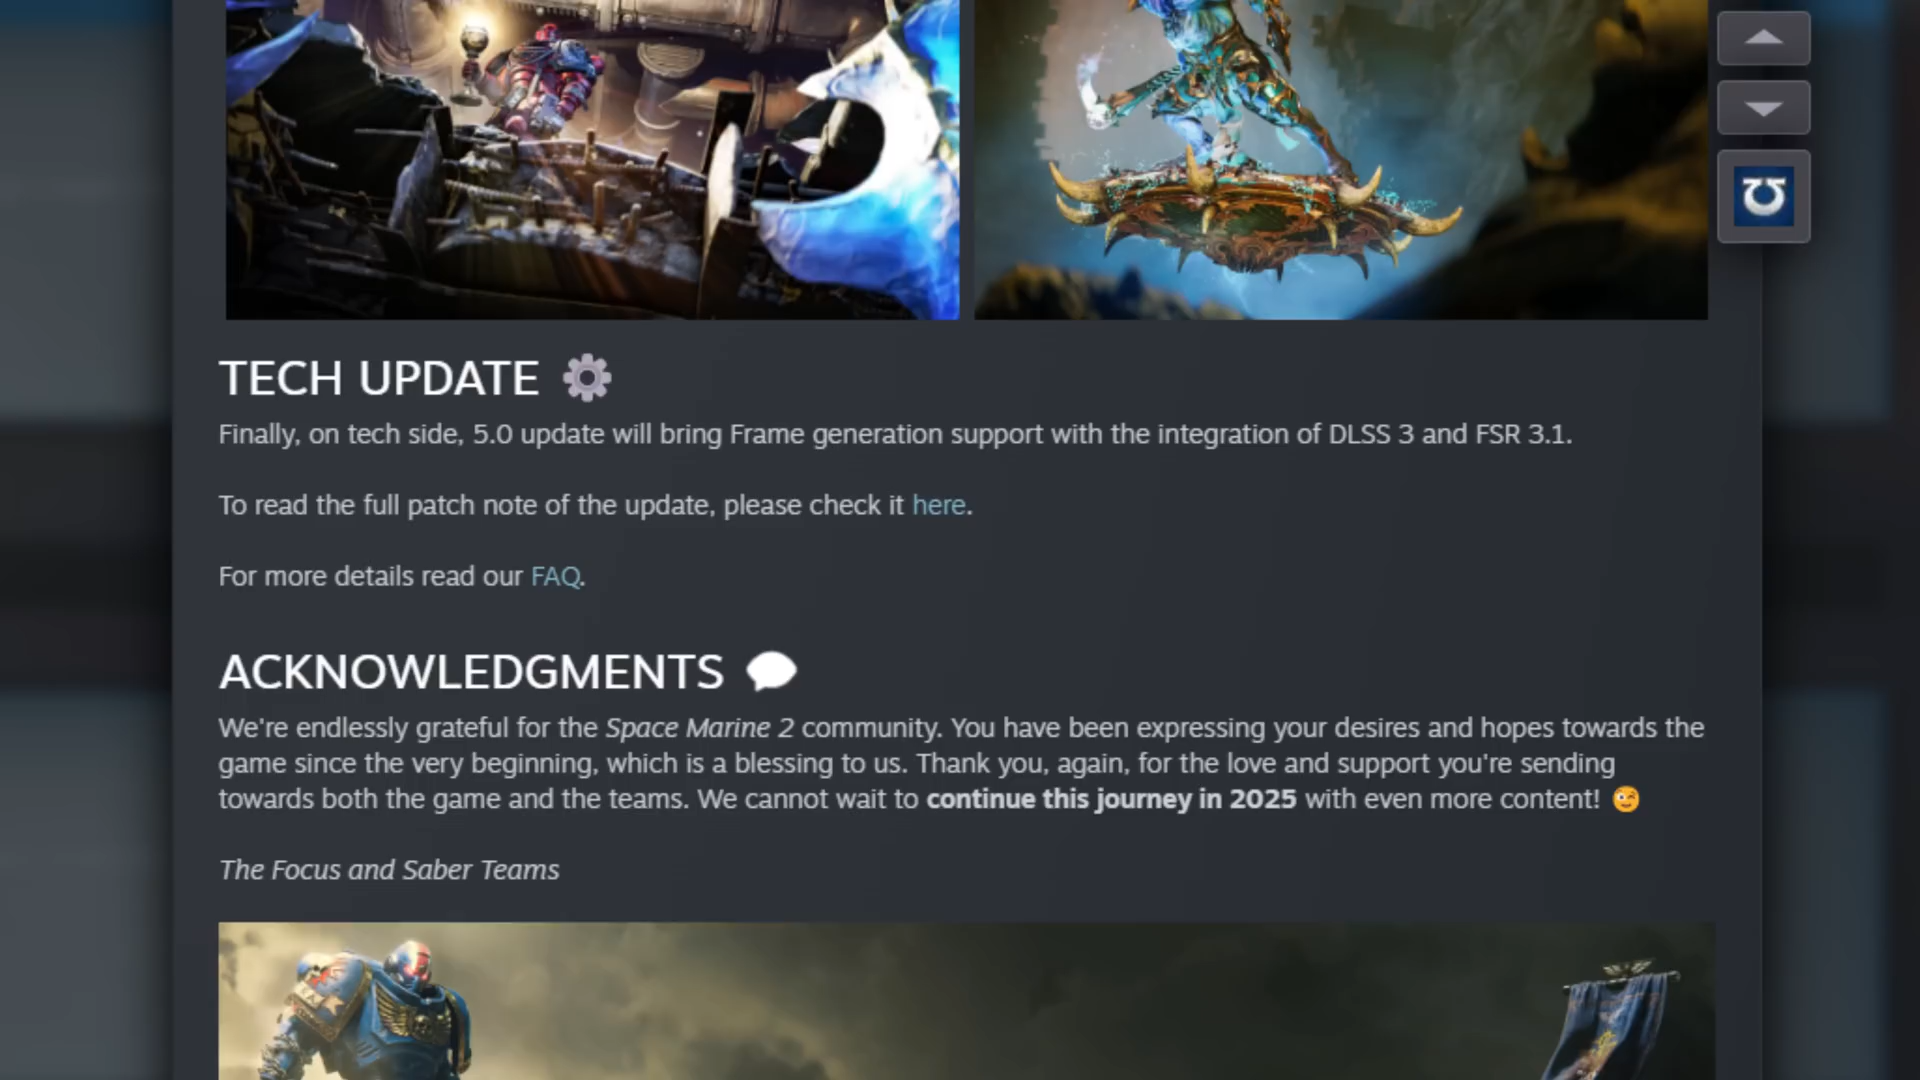 TECH UPDATE
Finally, on tech side, 5.0 update will bring Frame generation support with the integration of DLSS 3 and FSR 3.1.
To read the full patch note of the update, please check it here.
For more details read our FAQ.
ACKNOWLEDGMENTS
We're endlessly grateful for the Space Marine 2 community. You have been expressing your desires and hopes towards the
game since the very beginning, which is a blessing to us. Thank you, again, for the love and support you're sending
towards both the game and the teams. We cannot wait to continue this journey in 2025 with even more content! 😉
The Focus and Saber Teams